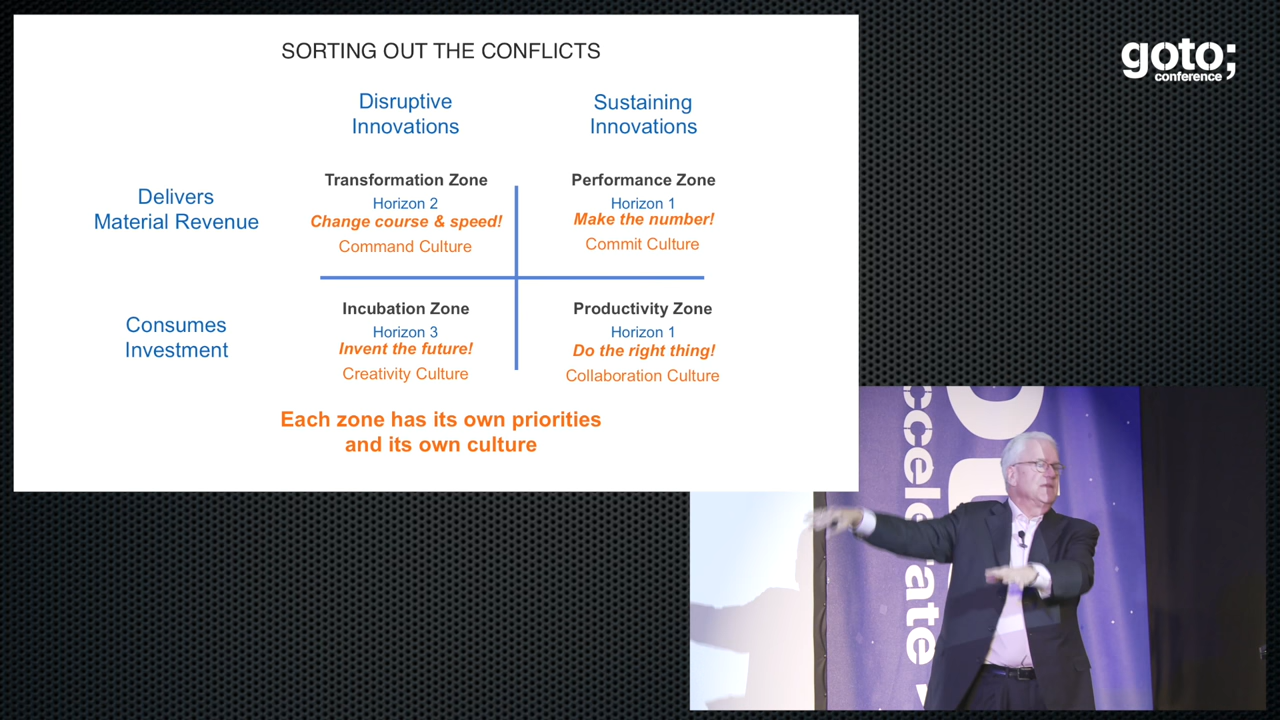 SORTING OUT THE CONFLICTS
goto;
conference
Disruptive
Innovations
Sustaining
Innovations
Delivers
Material Revenue
Transformation Zone
Horizon 2
Change course & speed!
Command Culture
Performance Zone
Horizon 1
Make the number!
Commit Culture
Consumes
Investment
Incubation Zone
Horizon 3
Invent the future!
Creativity Culture
Productivity Zone
Horizon 1
Do the right thing!
Collaboration Culture
Each zone has its own priorities
and its own culture